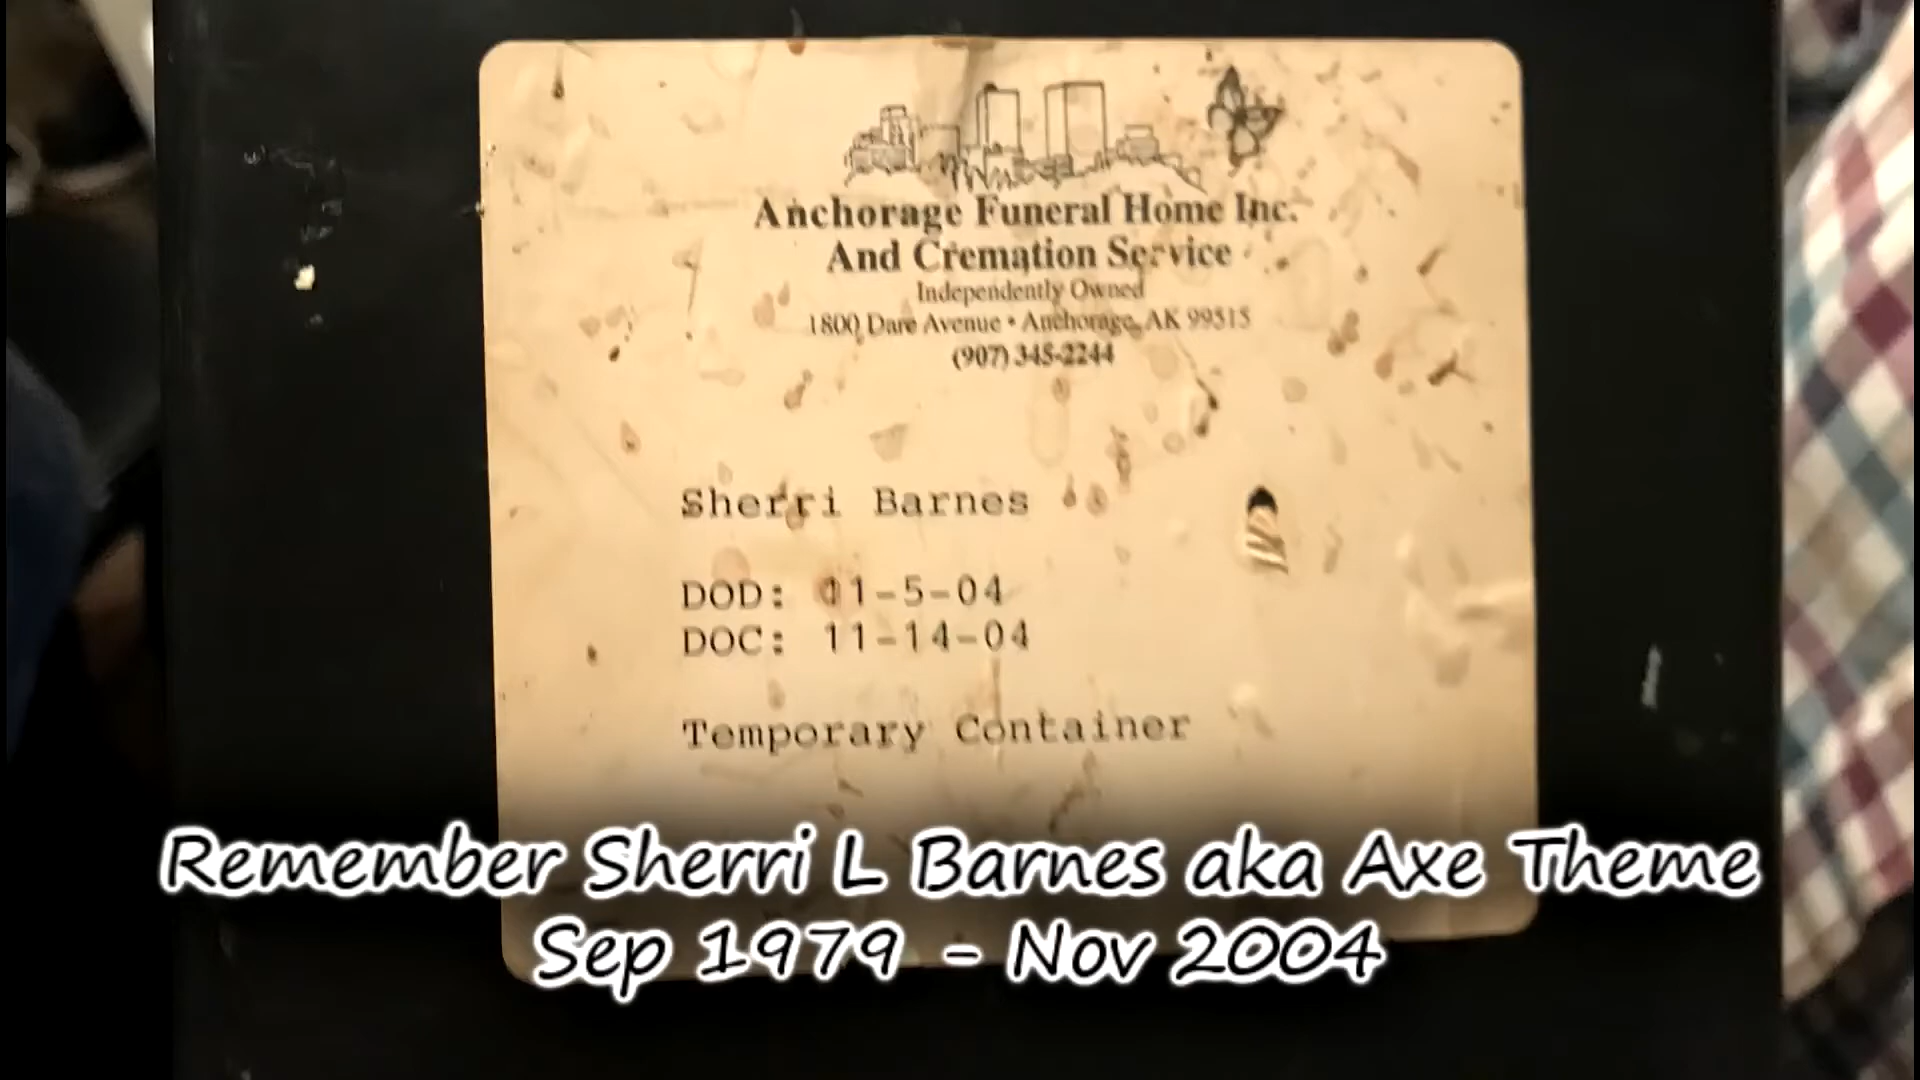 Anchorage Funeral Home Inc.
And Cremation Service
Independently Owned
1800 Dare Avenue • Anchorage, AK 99515
(907) 345-2244
Sherri Barnes
DOD: 11-5-04
DOC: 11-14-04
Temporary Container
Remember Sherri L Barnes aka Axe Theme
Sep 1979 - Nov 2004